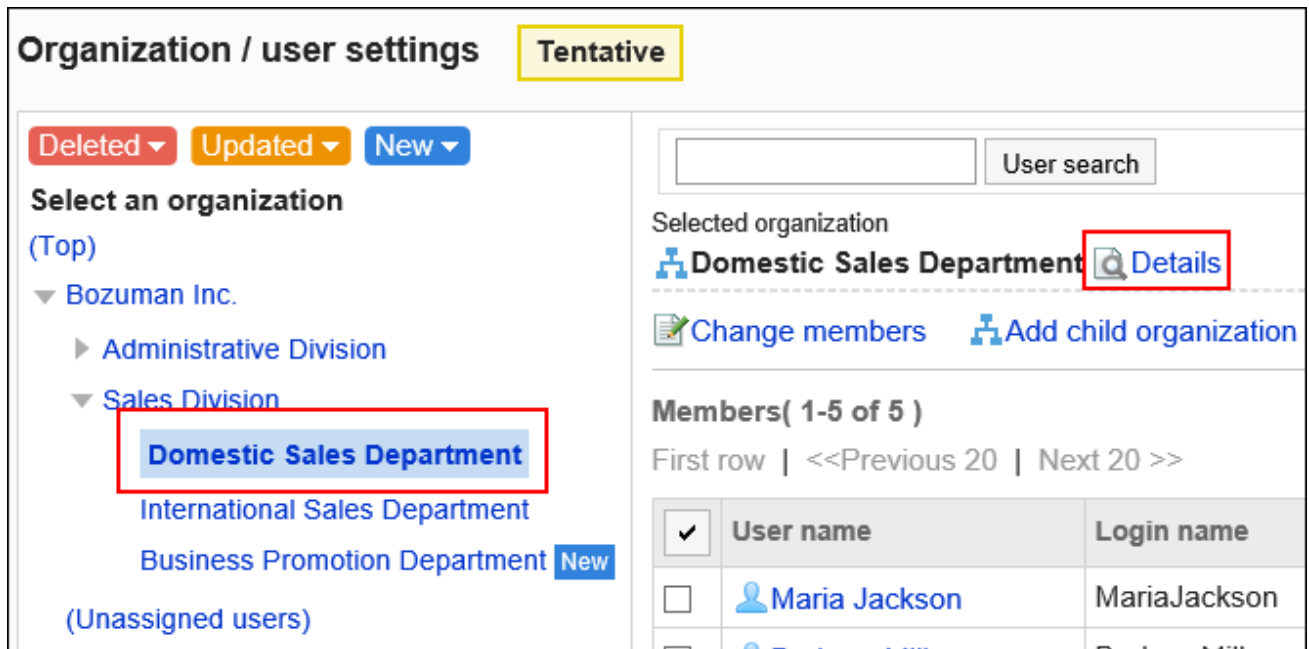 Organization / user settings Tentative
Deleted Updated New
Select an organization
(Top)
Bozuman Inc.
Administrative Division
Sales Division
Domestic Sales Department
International Sales Department
Business Promotion Department New
(Unassigned users)
User search
Selected organization
Domestic Sales Department Details
Change members Add child organization
Members( 1-5 of 5 )
First row | <<Previous 20 | Next 20 >>
User name Login name
Maria Jackson MariaJackson